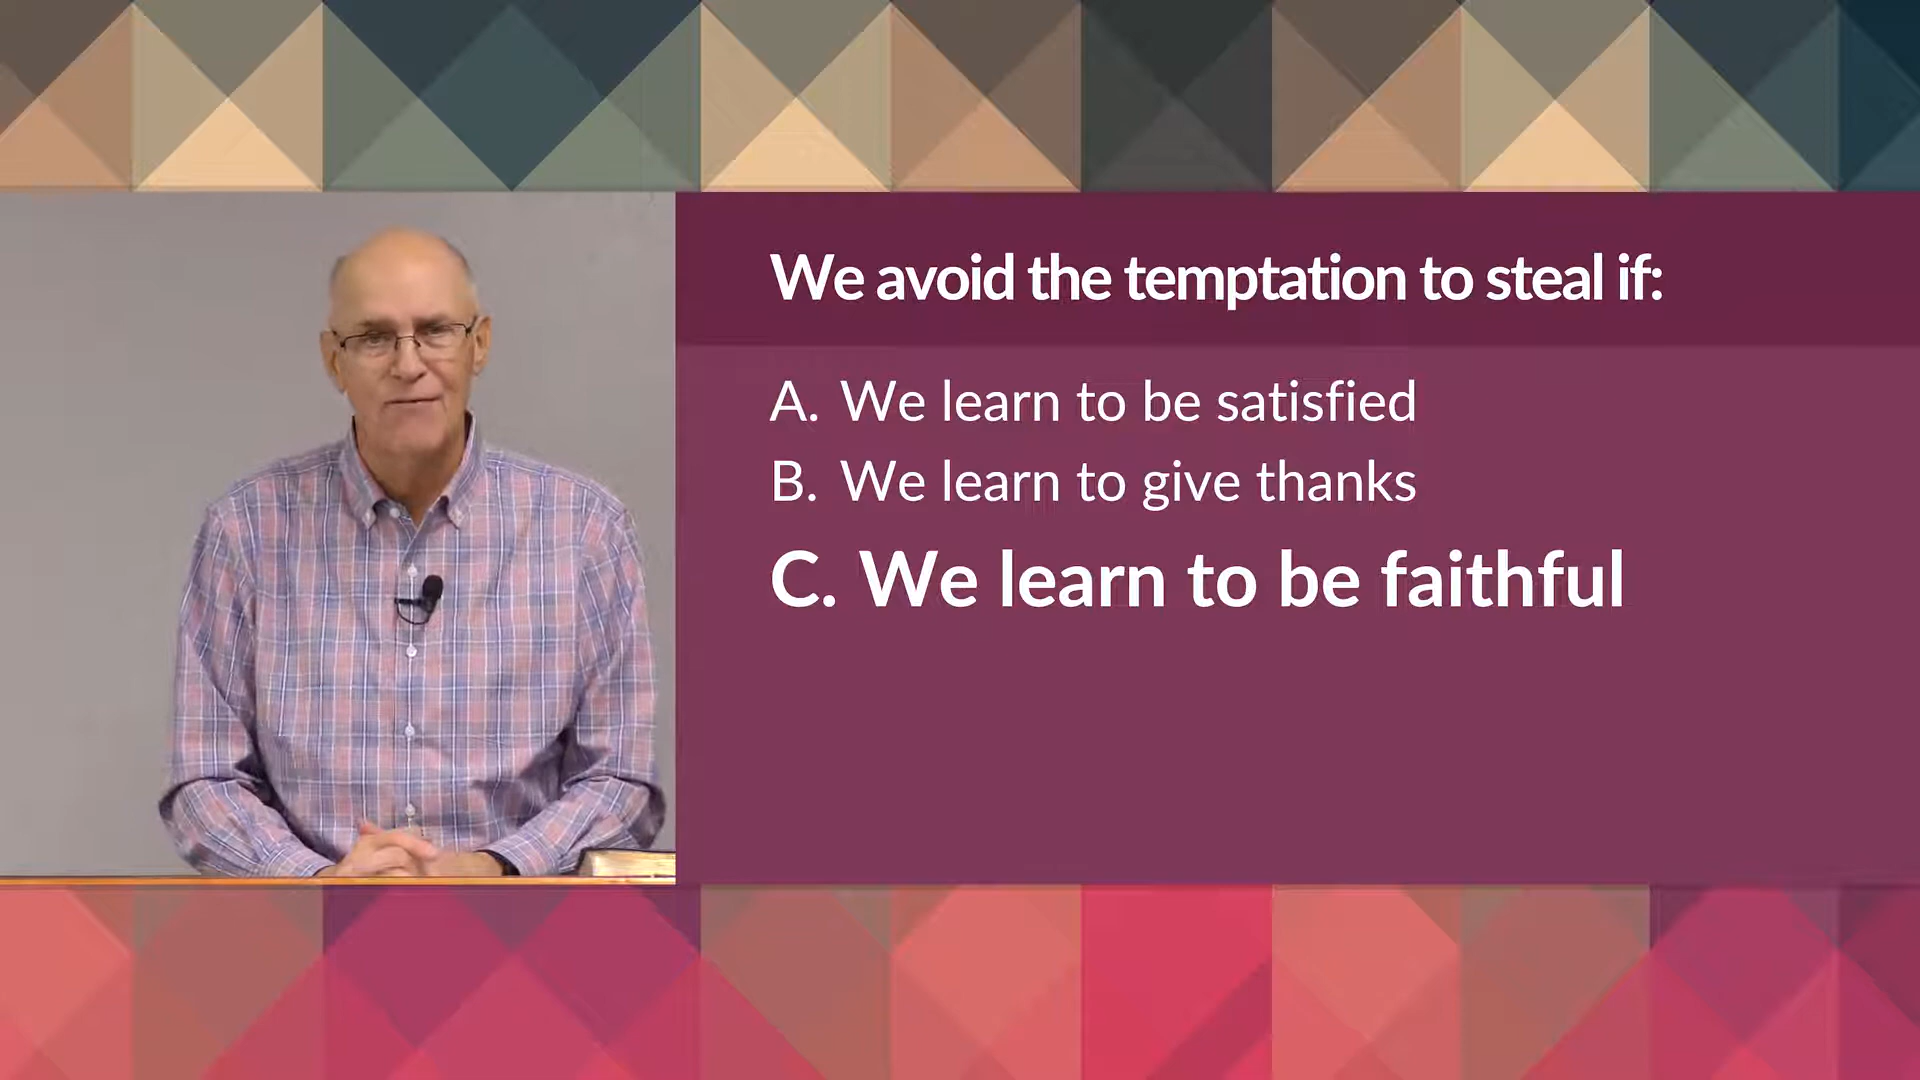 We avoid the temptation to steal if:
A. We learn to be satisfied
B. We learn to give thanks
C. We learn to be faithful